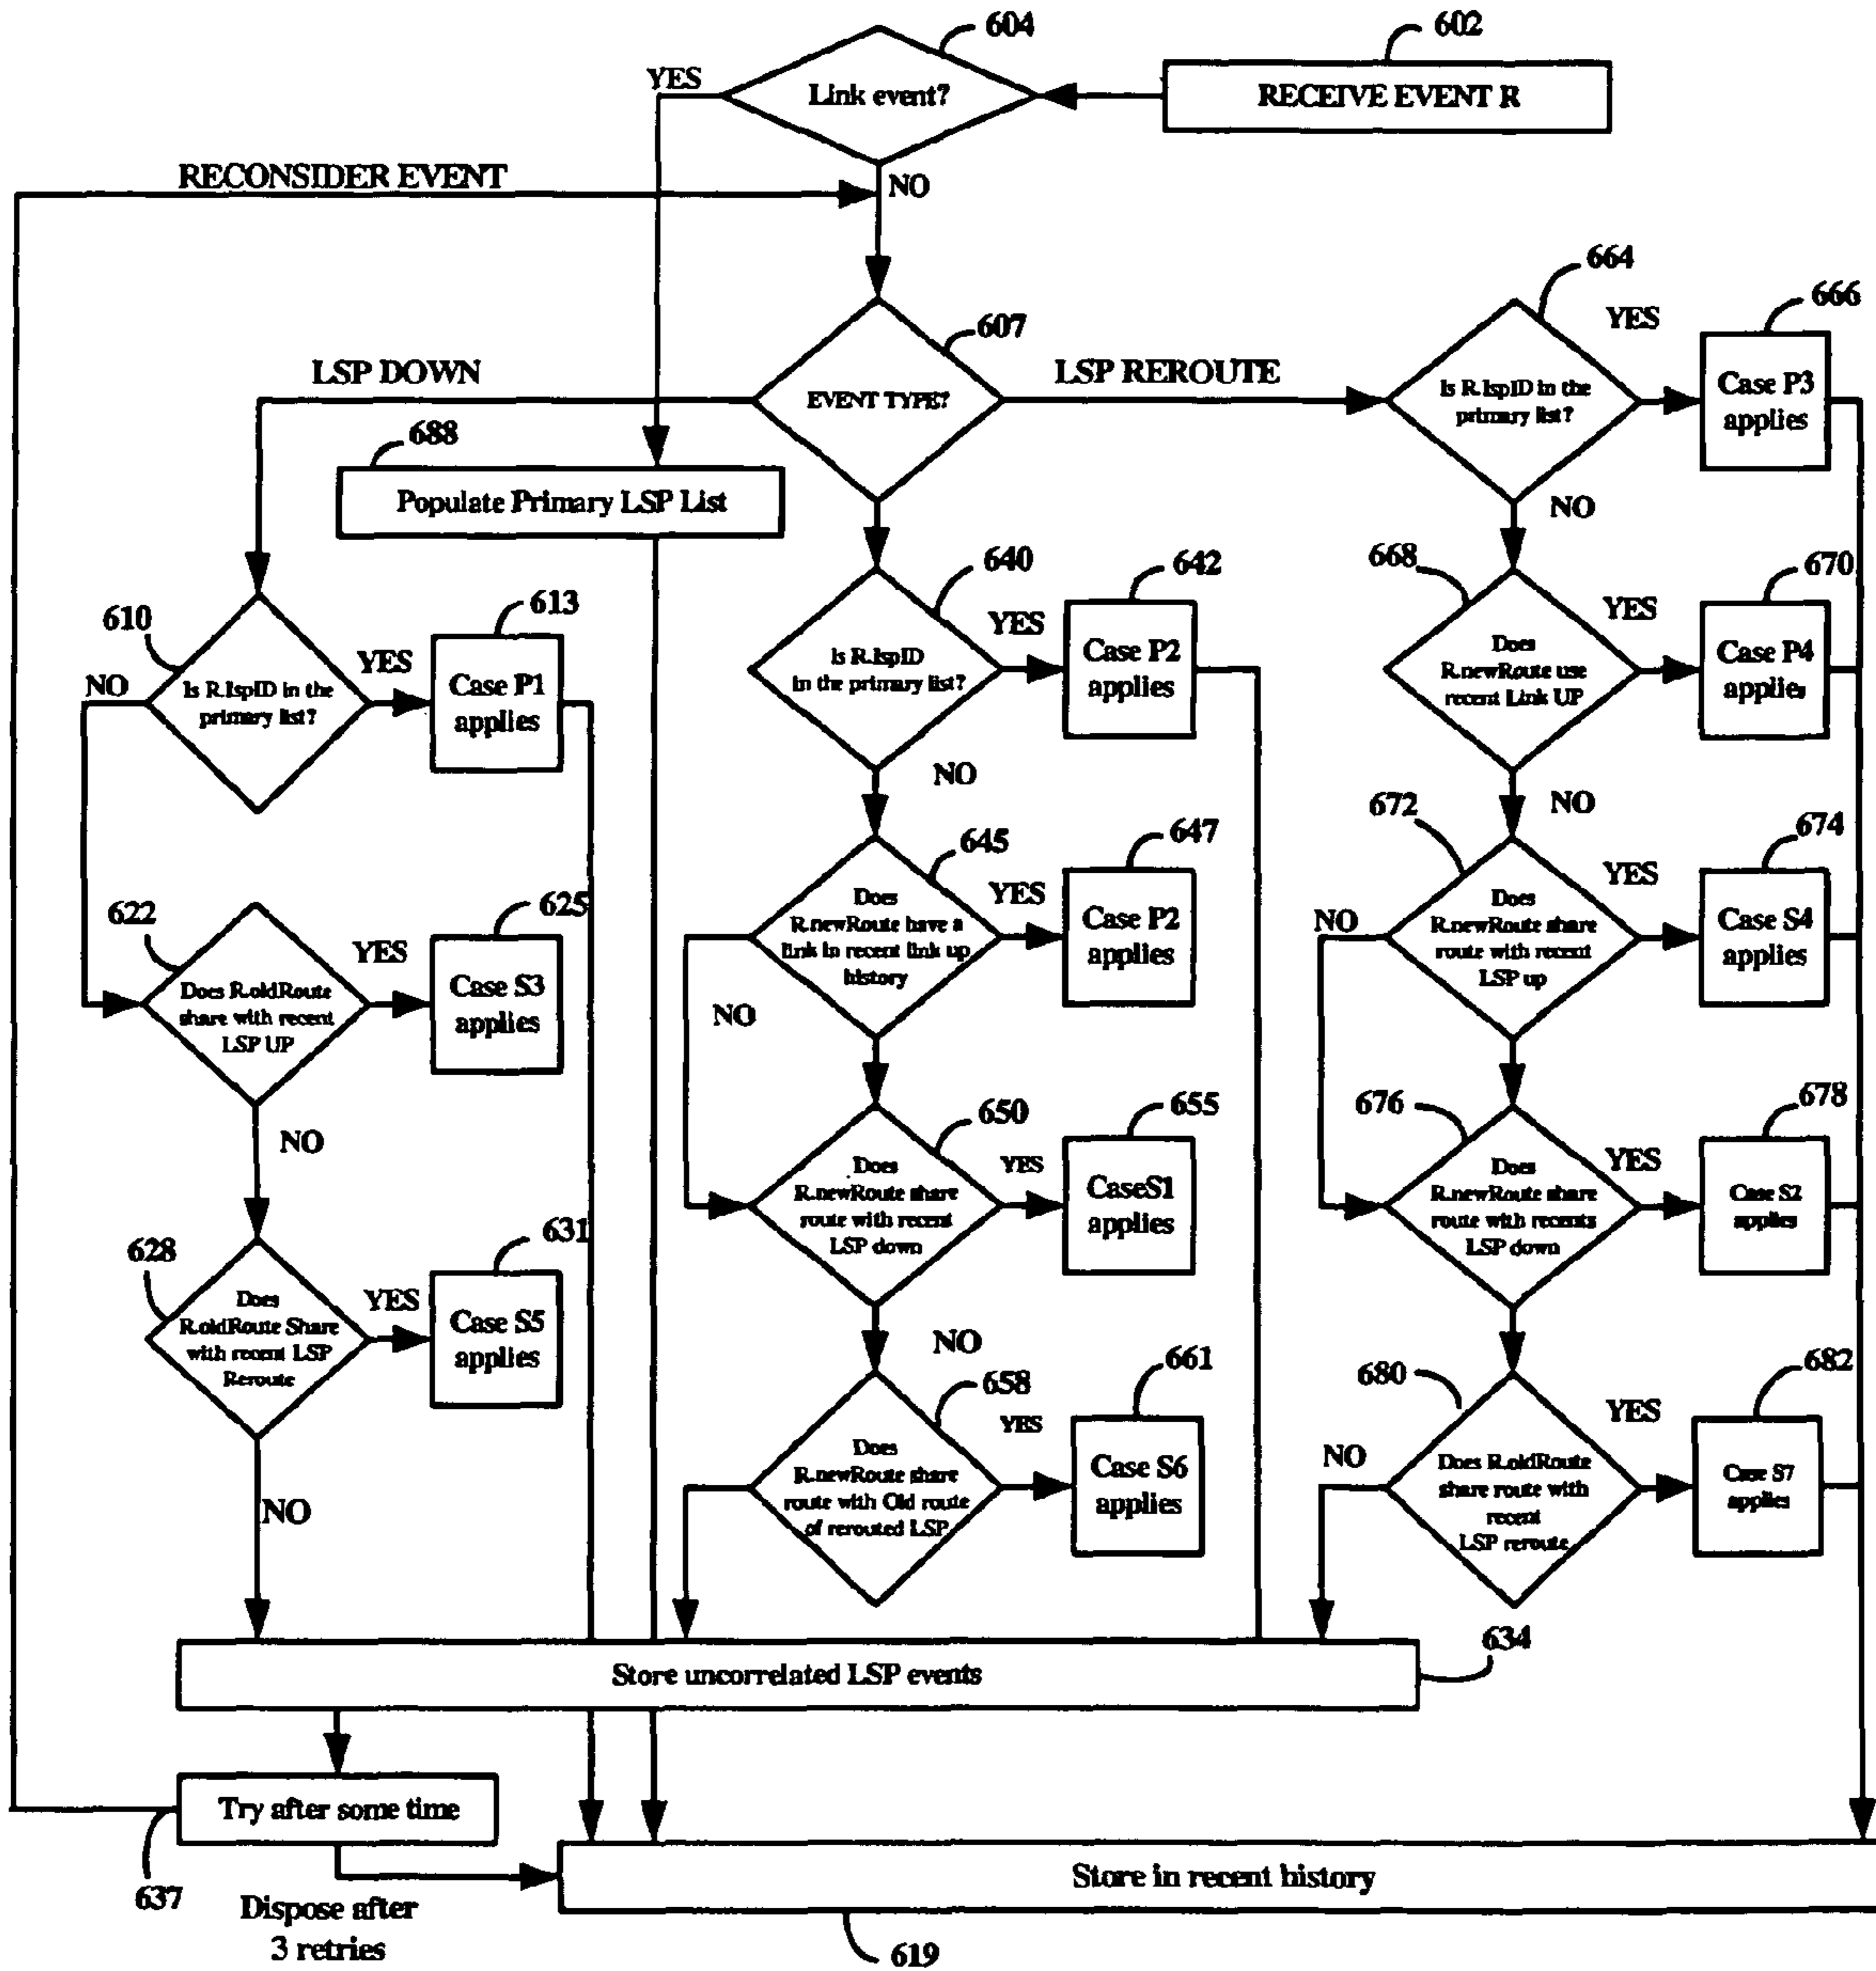 604
602
YES
Link event?
RECEIVE EVENT R
RECONSIDER EVENT
NO
664
666
YES
607
LSP DOWN
LSP REROUTE
EVENT TYPE?
Is R.lspID in the
primary list?
Case P3
applies
688
Populate Primary LSP List
NO
640
642
668
670
610
613
YES
YES
YES
Is R.lspID
in the primary list?
Case P2
applies
Does
R.newRoute use
recent Link UP
Case P4
applies
NO
Is R.lspID in the
primary list?
Case P1
applies
NO
NO
645
647
672
674
622
625
YES
YES
YES
Does
R.newRoute have a
link in recent link up
history
Case P2
applies
NO
Does
R.newRoute share
route with recent
LSP up
Case S4
applies
Does R.oldRoute
share with recent
LSP UP
Case S3
applies
NO
650
655
676
678
NO
YES
YES
Does
R.newRoute share
route with recent
LSP down
CaseS1
applies
Does
R.newRoute share
route with recents
LSP down
Case S2
applies
628
631
NO
661
680
682
658
YES
YES
YES
Does
R.oldRoute Share
with recent LSP
Reroute
Case S5
applies
Does
R.newRoute share
route with Old route
of rerouted LSP
Case S6
applies
NO
Does R.oldRoute
share route with
recent
LSP reroute
Case S7
applies
NO
634
Store uncorrelated LSP events
Try after some time
637
Dispose after
3 retries
Store in recent history
619